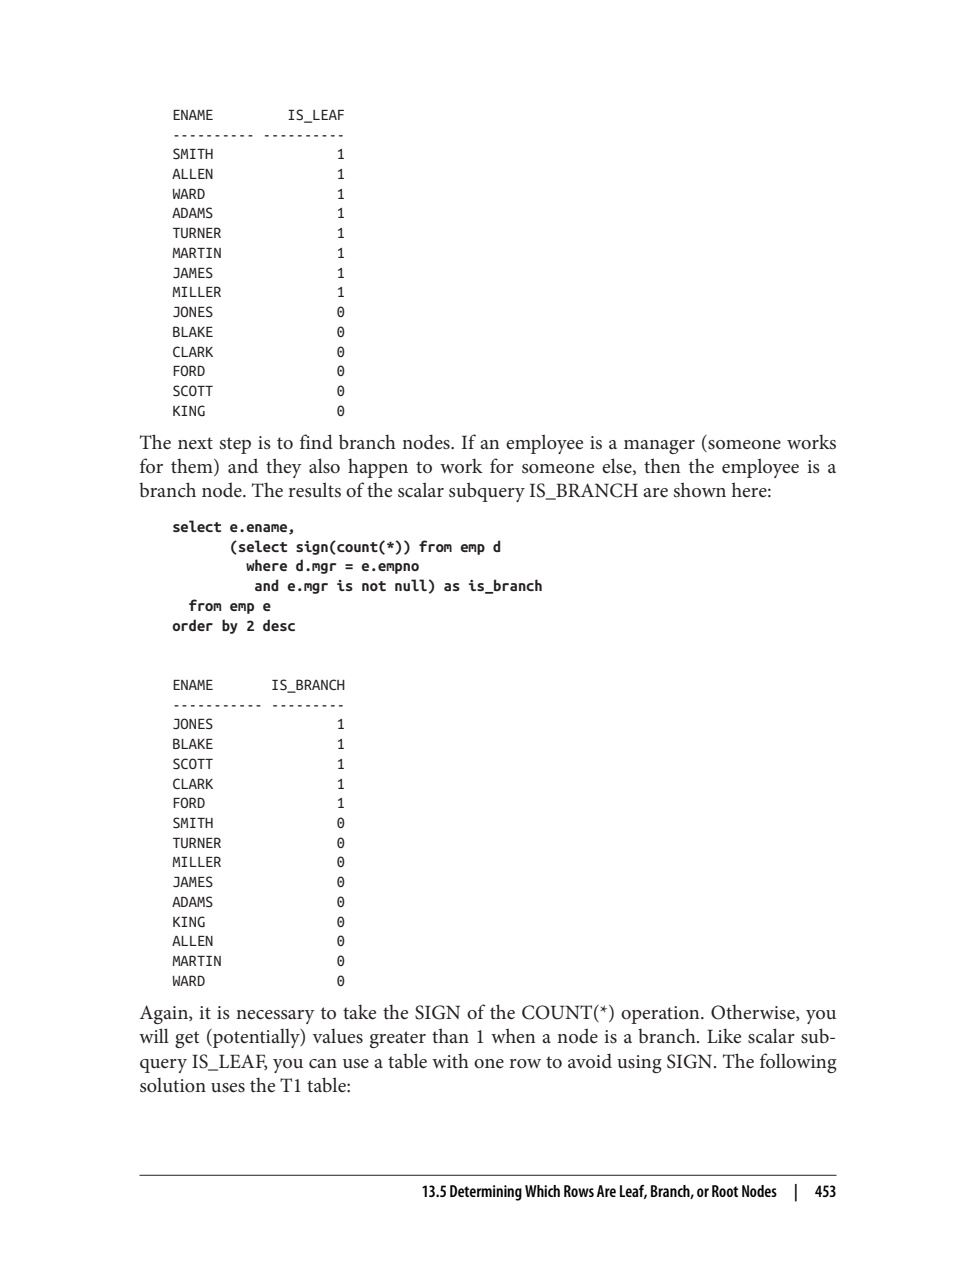 ENAME         IS_LEAF
---------- ----------
SMITH               1
ALLEN               1
WARD                1
ADAMS               1
TURNER              1
MARTIN              1
JAMES               1
MILLER              1
JONES               0
BLAKE               0
CLARK               0
FORD                0
SCOTT               0
KING                0
The next step is to find branch nodes. If an employee is a manager (someone works
for them) and they also happen to work for someone else, then the employee is a
branch node. The results of the scalar subquery IS_BRANCH are shown here:
select e.ename,
       (select sign(count(*)) from emp d
         where d.mgr = e.empno
          and e.mgr is not null) as is_branch
  from emp e
order by 2 desc
ENAME       IS_BRANCH
----------- ---------
JONES               1
BLAKE               1
SCOTT               1
CLARK               1
FORD                1
SMITH               0
TURNER              0
MILLER              0
JAMES               0
ADAMS               0
KING                0
ALLEN               0
MARTIN              0
WARD                0
Again, it is necessary to take the SIGN of the COUNT(*) operation. Otherwise, you
will get (potentially) values greater than 1 when a node is a branch. Like scalar sub-
query IS_LEAF, you can use a table with one row to avoid using SIGN. The following
solution uses the T1 table:
13.5 Determining Which Rows Are Leaf, Branch, or Root Nodes | 453